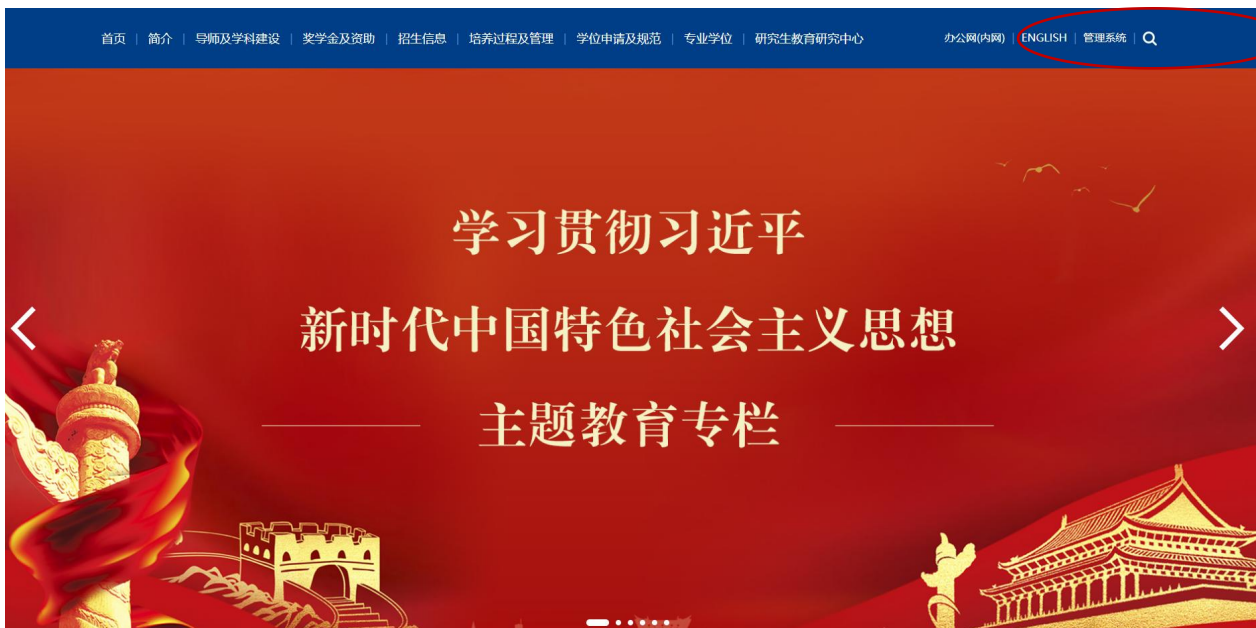 首页 | 简介 | 导师及学科建设 | 奖学金及资助 | 招生信息 | 培养过程及管理 | 学位申请及规范 | 专业学位 | 研究生教育研究中心 办公网(内网) | ENGLISH | 管理系统 |
学习贯彻习近平
新时代中国特色社会主义思想
主题教育专栏